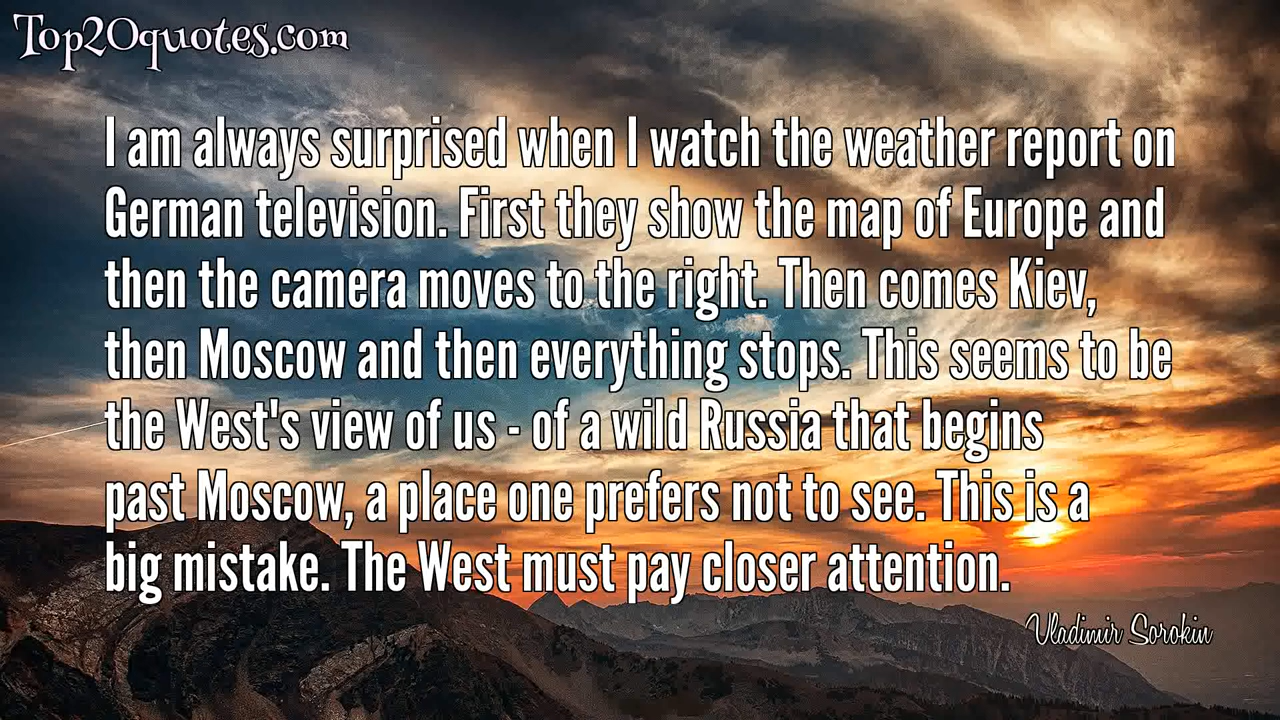 Top20quotes.com
I am always surprised when I watch the weather report on
German television. First they show the map of Europe and
then the camera moves to the right. Then comes Kiev,
then Moscow and then everything stops. This seems to be
the West's view of us - of a wild Russia that begins
past Moscow, a place one prefers not to see. This is a
big mistake. The West must pay closer attention.
Vladimir Sorokin